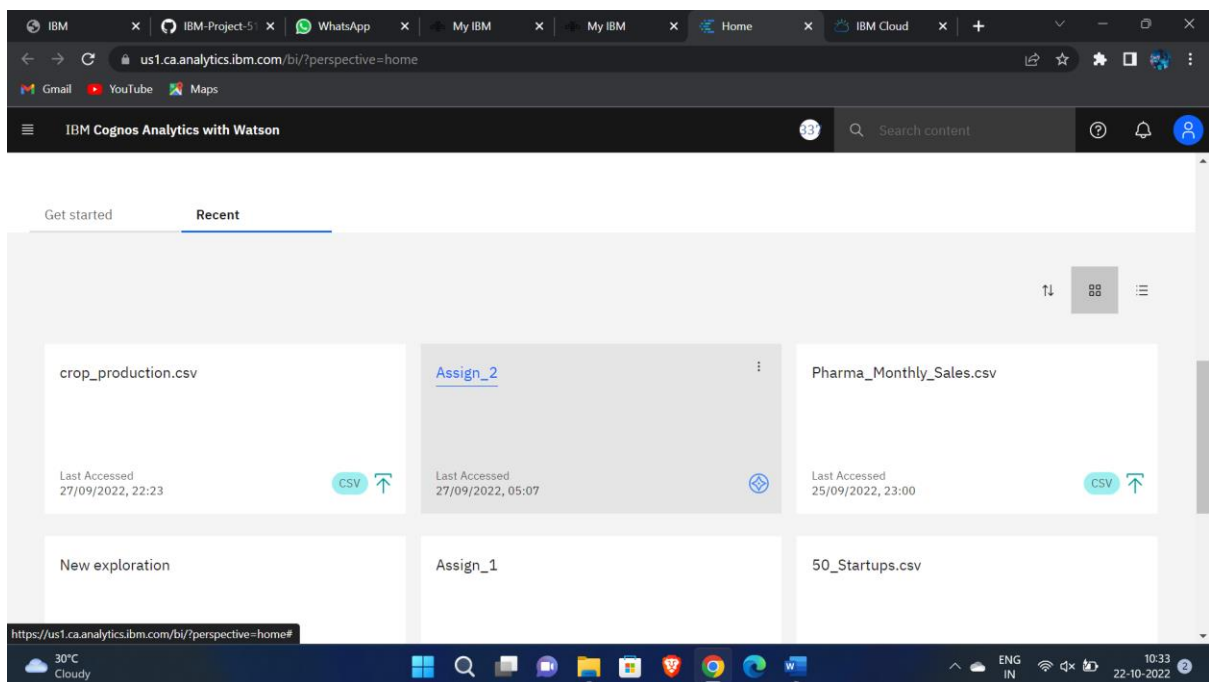 IBM IBM-Project-51 WhatsApp My IBM My IBM Home IBM Cloud
us1.ca.analytics.ibm.com/bi/?perspective=home
Gmail YouTube Maps
IBM Cognos Analytics with Watson Search content
Get started Recent
crop_production.csv Assign_2 Pharma_Monthly_Sales.csv
Last Accessed Last Accessed Last Accessed
27/09/2022, 22:23 CSV 27/09/2022, 05:07 25/09/2022, 23:00 CSV
New exploration Assign_1 50_Startups.csv
https://us1.ca.analytics.ibm.com/bi/?perspective=home#
30°C ENG 10:33
Cloudy IN 22-10-2022 2